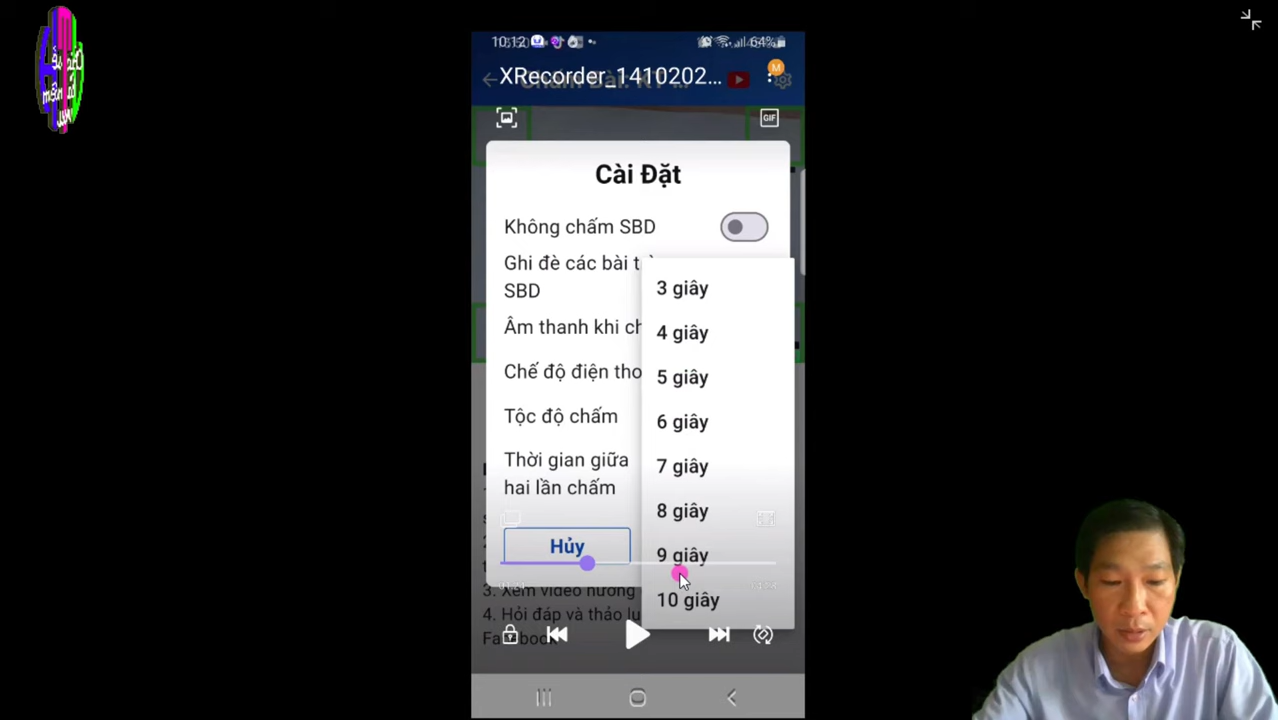 10:12
64%
XRecorder_1410202...
M
GIF
Cài Đặt
Không chấm SBD
Ghi đè các bài t
SBD
Âm thanh khi ch
Chế độ điện tho
Tộc độ chấm
Thời gian giữa
hai lần chấm
3 giây
4 giây
5 giây
6 giây
7 giây
8 giây
9 giây
10 giây
Hủy
3. Xem video hướng
4. Hỏi đáp và thảo lu